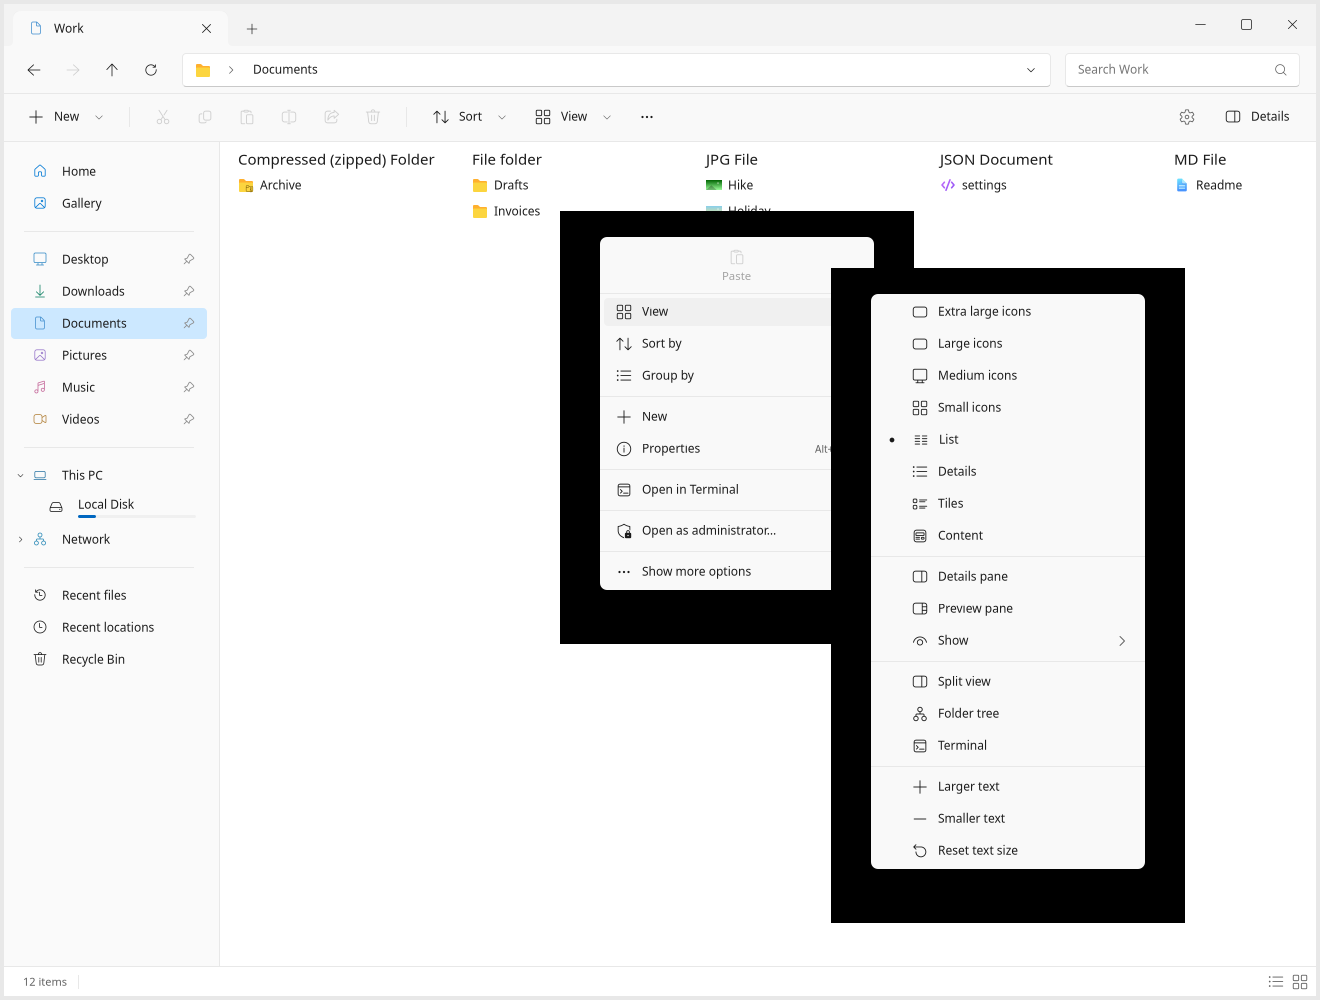 Work
Documents
Search Work
New
Sort
View
Details
Compressed (zipped) Folder
File folder
JPG File
JSON Document
MD File
Archive
Drafts
Hike
settings
Readme
Invoices
Holiday
Home
Gallery
Desktop
Downloads
Documents
Pictures
Music
Videos
This PC
Local Disk
Network
Recent files
Recent locations
Recycle Bin
Paste
View
Sort by
Group by
New
Properties Alt+
Open in Terminal
Open as administrator...
Show more options
Extra large icons
Large icons
Medium icons
Small icons
List
Details
Tiles
Content
Details pane
Preview pane
Show
Split view
Folder tree
Terminal
Larger text
Smaller text
Reset text size
12 items